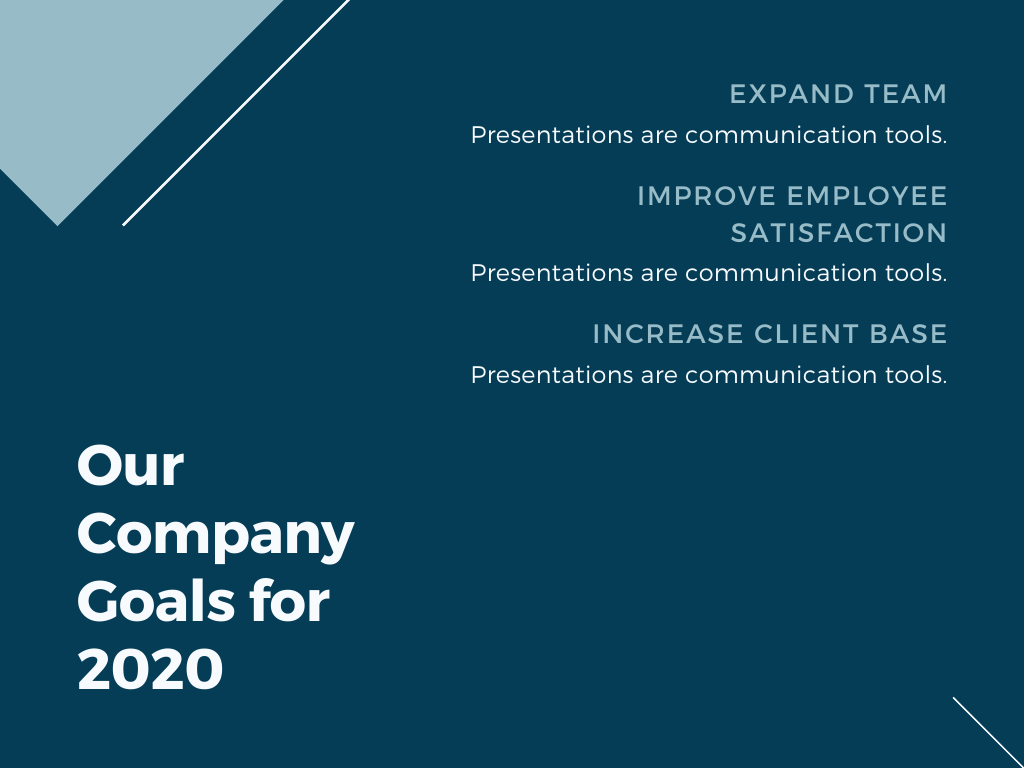 EXPAND TEAM
Presentations are communication tools.
IMPROVE EMPLOYEE
SATISFACTION
Presentations are communication tools.
INCREASE CLIENT BASE
Presentations are communication tools.
Our
Company
Goals for
2020